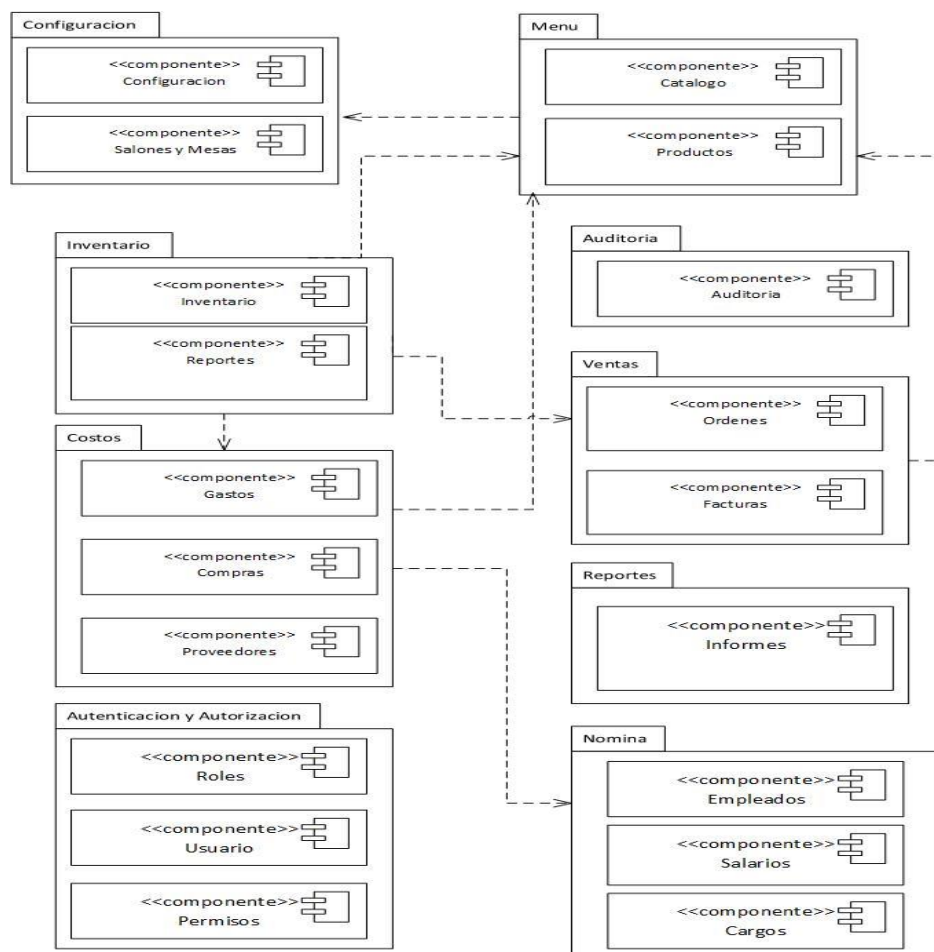 Configuracion
<<componente>>
Configuracion
<<componente>>
Salones y Mesas
Menu
<<componente>>
Catalogo
<<componente>>
Productos
Inventario
<<componente>>
Inventario
<<componente>>
Reportes
Auditoria
<<componente>>
Auditoria
Ventas
<<componente>>
Ordenes
<<componente>>
Facturas
Costos
<<componente>>
Gastos
<<componente>>
Compras
<<componente>>
Proveedores
Reportes
<<componente>>
Informes
Autenticacion y Autorizacion
<<componente>>
Roles
<<componente>>
Usuario
<<componente>>
Permisos
Nomina
<<componente>>
Empleados
<<componente>>
Salarios
<<componente>>
Cargos